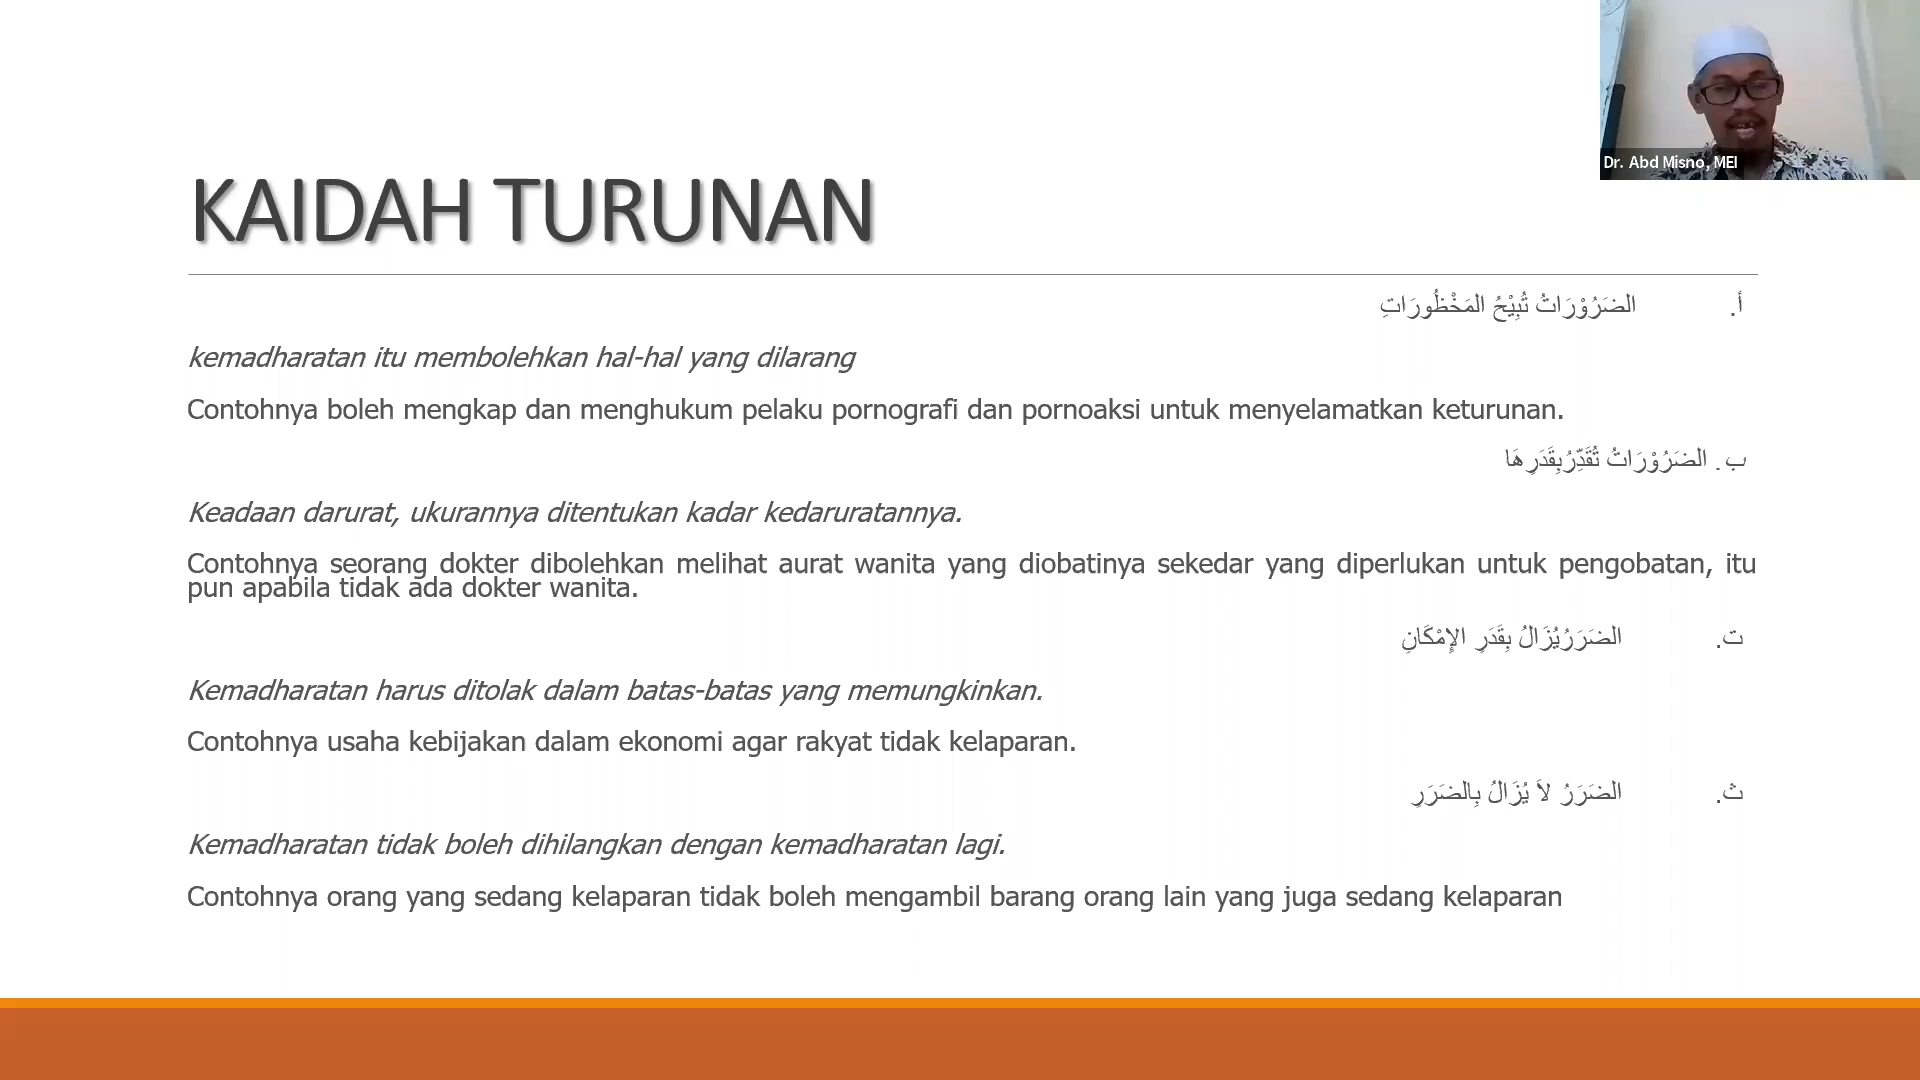 Dr. Abd Misno, MEI
KAIDAH TURUNAN
أ. الضَرُوْرَاتُ تُبِيْحُ المَحْظُورَاتِ
kemadharatan itu membolehkan hal-hal yang dilarang
Contohnya boleh mengkap dan menghukum pelaku pornografi dan pornoaksi untuk menyelamatkan keturunan.
ب . الضَرُوْرَاتُ تُقَدِّرُبِقَدَرِهَا
Keadaan darurat, ukurannya ditentukan kadar kedaruratannya.
Contohnya seorang dokter dibolehkan melihat aurat wanita yang diobatinya sekedar yang diperlukan untuk pengobatan, itu
pun apabila tidak ada dokter wanita.
ت. الضَرَرُيُزَالُ بِقَدَرِ الإِمْكَانِ
Kemadharatan harus ditolak dalam batas-batas yang memungkinkan.
Contohnya usaha kebijakan dalam ekonomi agar rakyat tidak kelaparan.
ث. الضَرَرُ لاَ يُزَالُ بِالضَرَرِ
Kemadharatan tidak boleh dihilangkan dengan kemadharatan lagi.
Contohnya orang yang sedang kelaparan tidak boleh mengambil barang orang lain yang juga sedang kelaparan